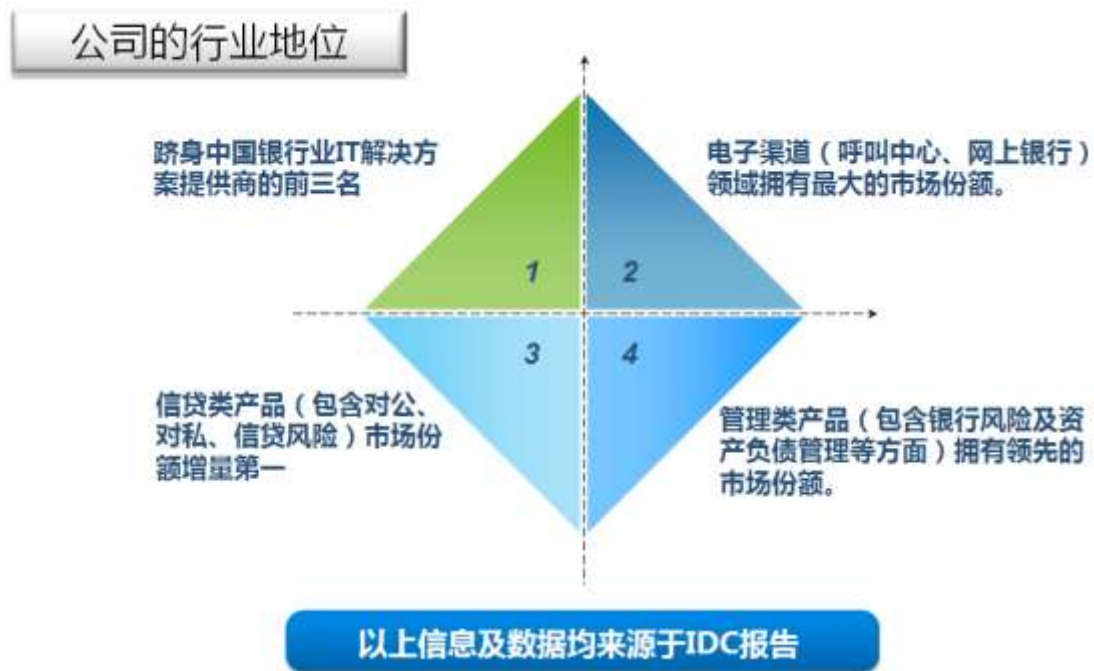 公司的行业地位
跻身中国银行业IT解决方
案提供商的前三名
电子渠道（呼叫中心、网上银行）
领域拥有最大的市场份额。
1
2
3
4
信贷类产品（包含对公、
对私、信贷风险）市场份
额增量第一
管理类产品（包含银行风险及资
产负债管理等方面）拥有领先的
市场份额。
以上信息及数据均来源于IDC报告